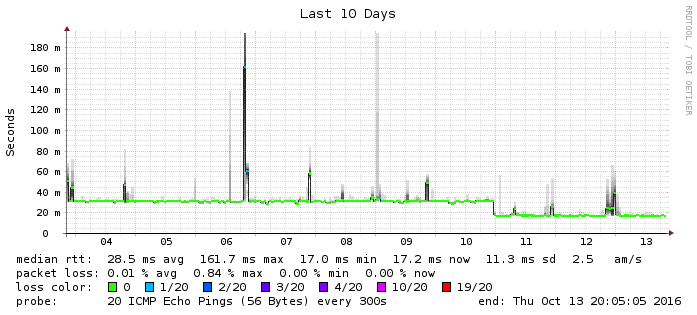 Last 10 Days
RRDTOOL / TOBI OETIKER
Seconds
180 m
160 m
140 m
120 m
100 m
80 m
60 m
40 m
20 m
0
04 05 06 07 08 09 10 11 12 13
median rtt: 28.5 ms avg 161.7 ms max 17.0 ms min 17.2 ms now 11.3 ms sd 2.5 am/s
packet loss: 0.01 % avg 0.84 % max 0.00 % min 0.00 % now
loss color: 0 1/20 2/20 3/20 4/20 10/20 19/20
probe: 20 ICMP Echo Pings (56 Bytes) every 300s end: Thu Oct 13 20:05:05 2016